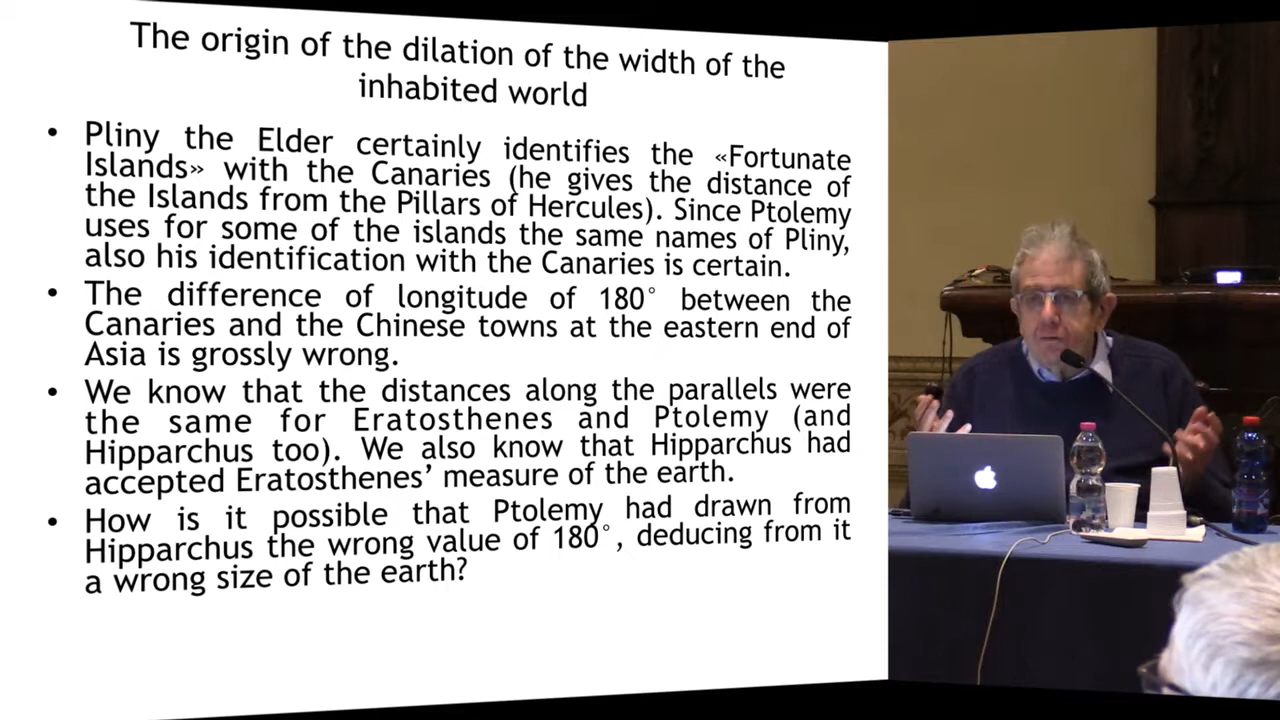 The origin of the dilation of the width of the
inhabited world
• Pliny the Elder certainly identifies the «Fortunate
Islands» with the Canaries (he gives the distance of
the Islands from the Pillars of Hercules). Since Ptolemy
uses for some of the islands the same names of Pliny,
also his identification with the Canaries is certain.
• The difference of longitude of 180° between the
Canaries and the Chinese towns at the eastern end of
Asia is grossly wrong.
• We know that the distances along the parallels were
the same for Eratosthenes and Ptolemy (and
Hipparchus too). We also know that Hipparchus had
accepted Eratosthenes’ measure of the earth.
• How is it possible that Ptolemy had drawn from
Hipparchus the wrong value of 180°, deducing from it
a wrong size of the earth?